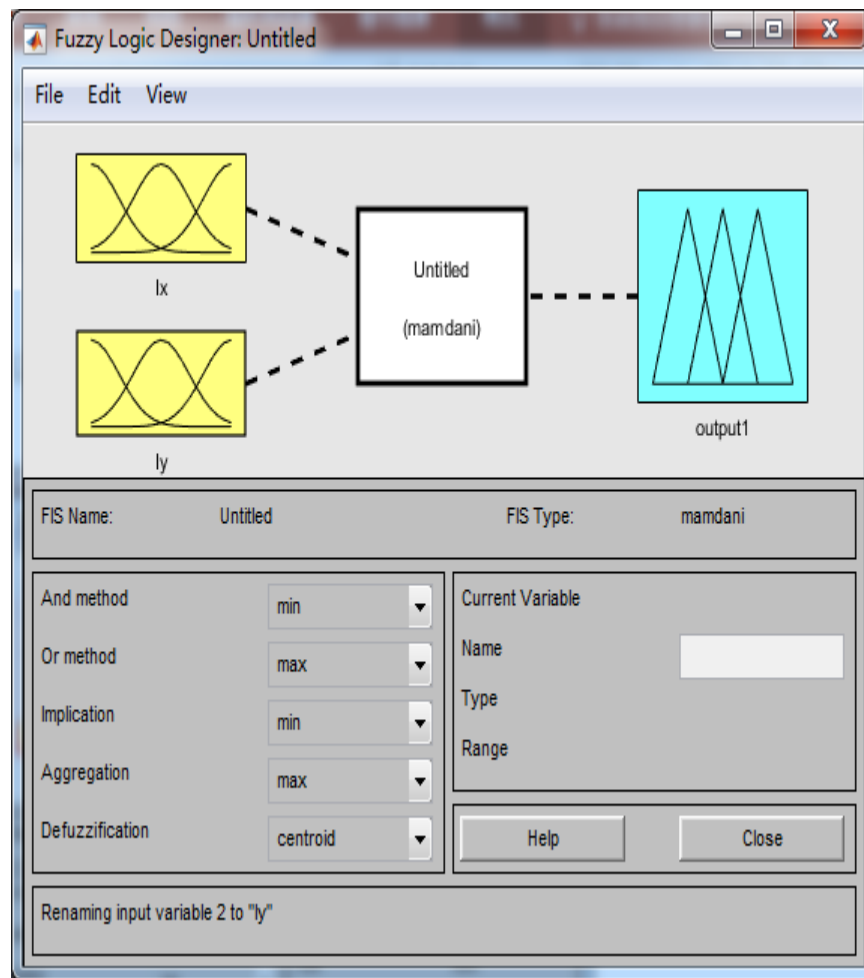 Fuzzy Logic Designer: Untitled
File Edit View
Ix
Iy
Untitled
(mamdani)
output1
FIS Name: Untitled FIS Type: mamdani
And method min
Or method max
Implication min
Aggregation max
Defuzzification centroid
Current Variable
Name
Type
Range
Help Close
Renaming input variable 2 to "Iy"